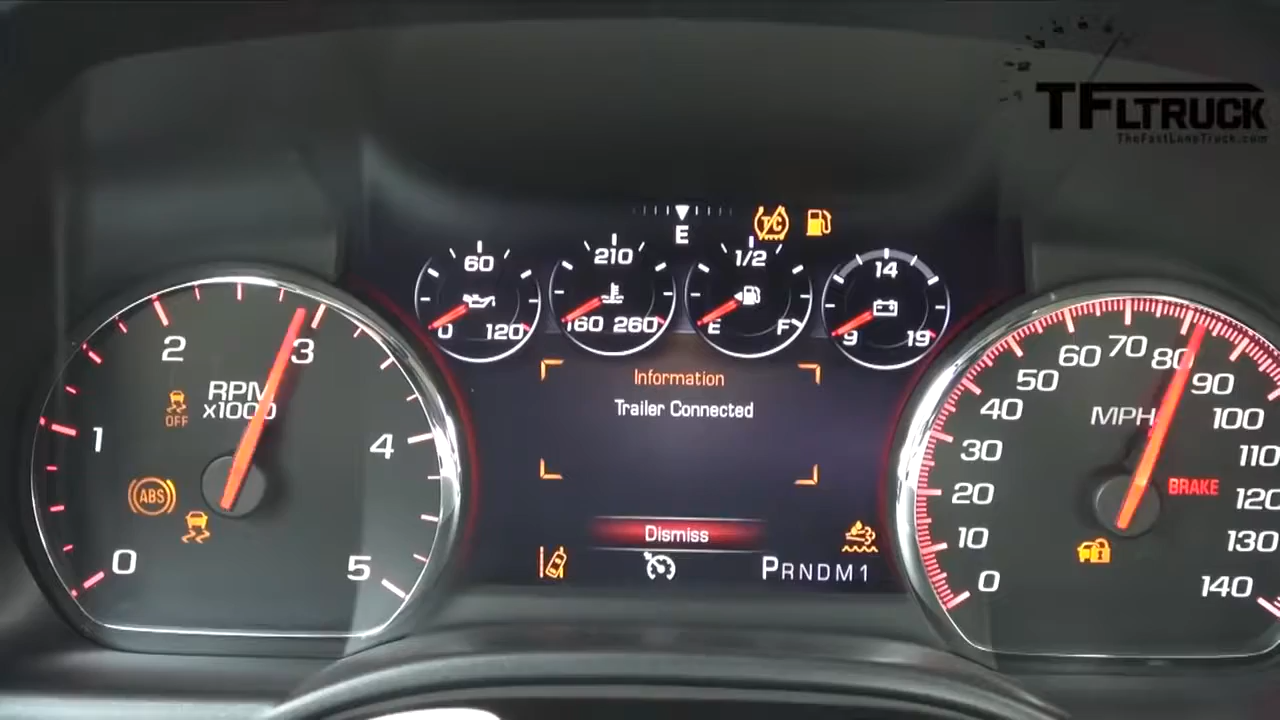 TFLTRUCK
TheFastLaneTruck.com
E
T/C
60
0 120
210
160 260
1/2
E F
14
9 19
Information
Trailer Connected
Dismiss
PRNDM1
RPM
x1000
0
1
2
3
4
5
OFF
ABS
MPH
0
10
20
30
40
50
60
70
80
90
100
110
120
130
140
BRAKE